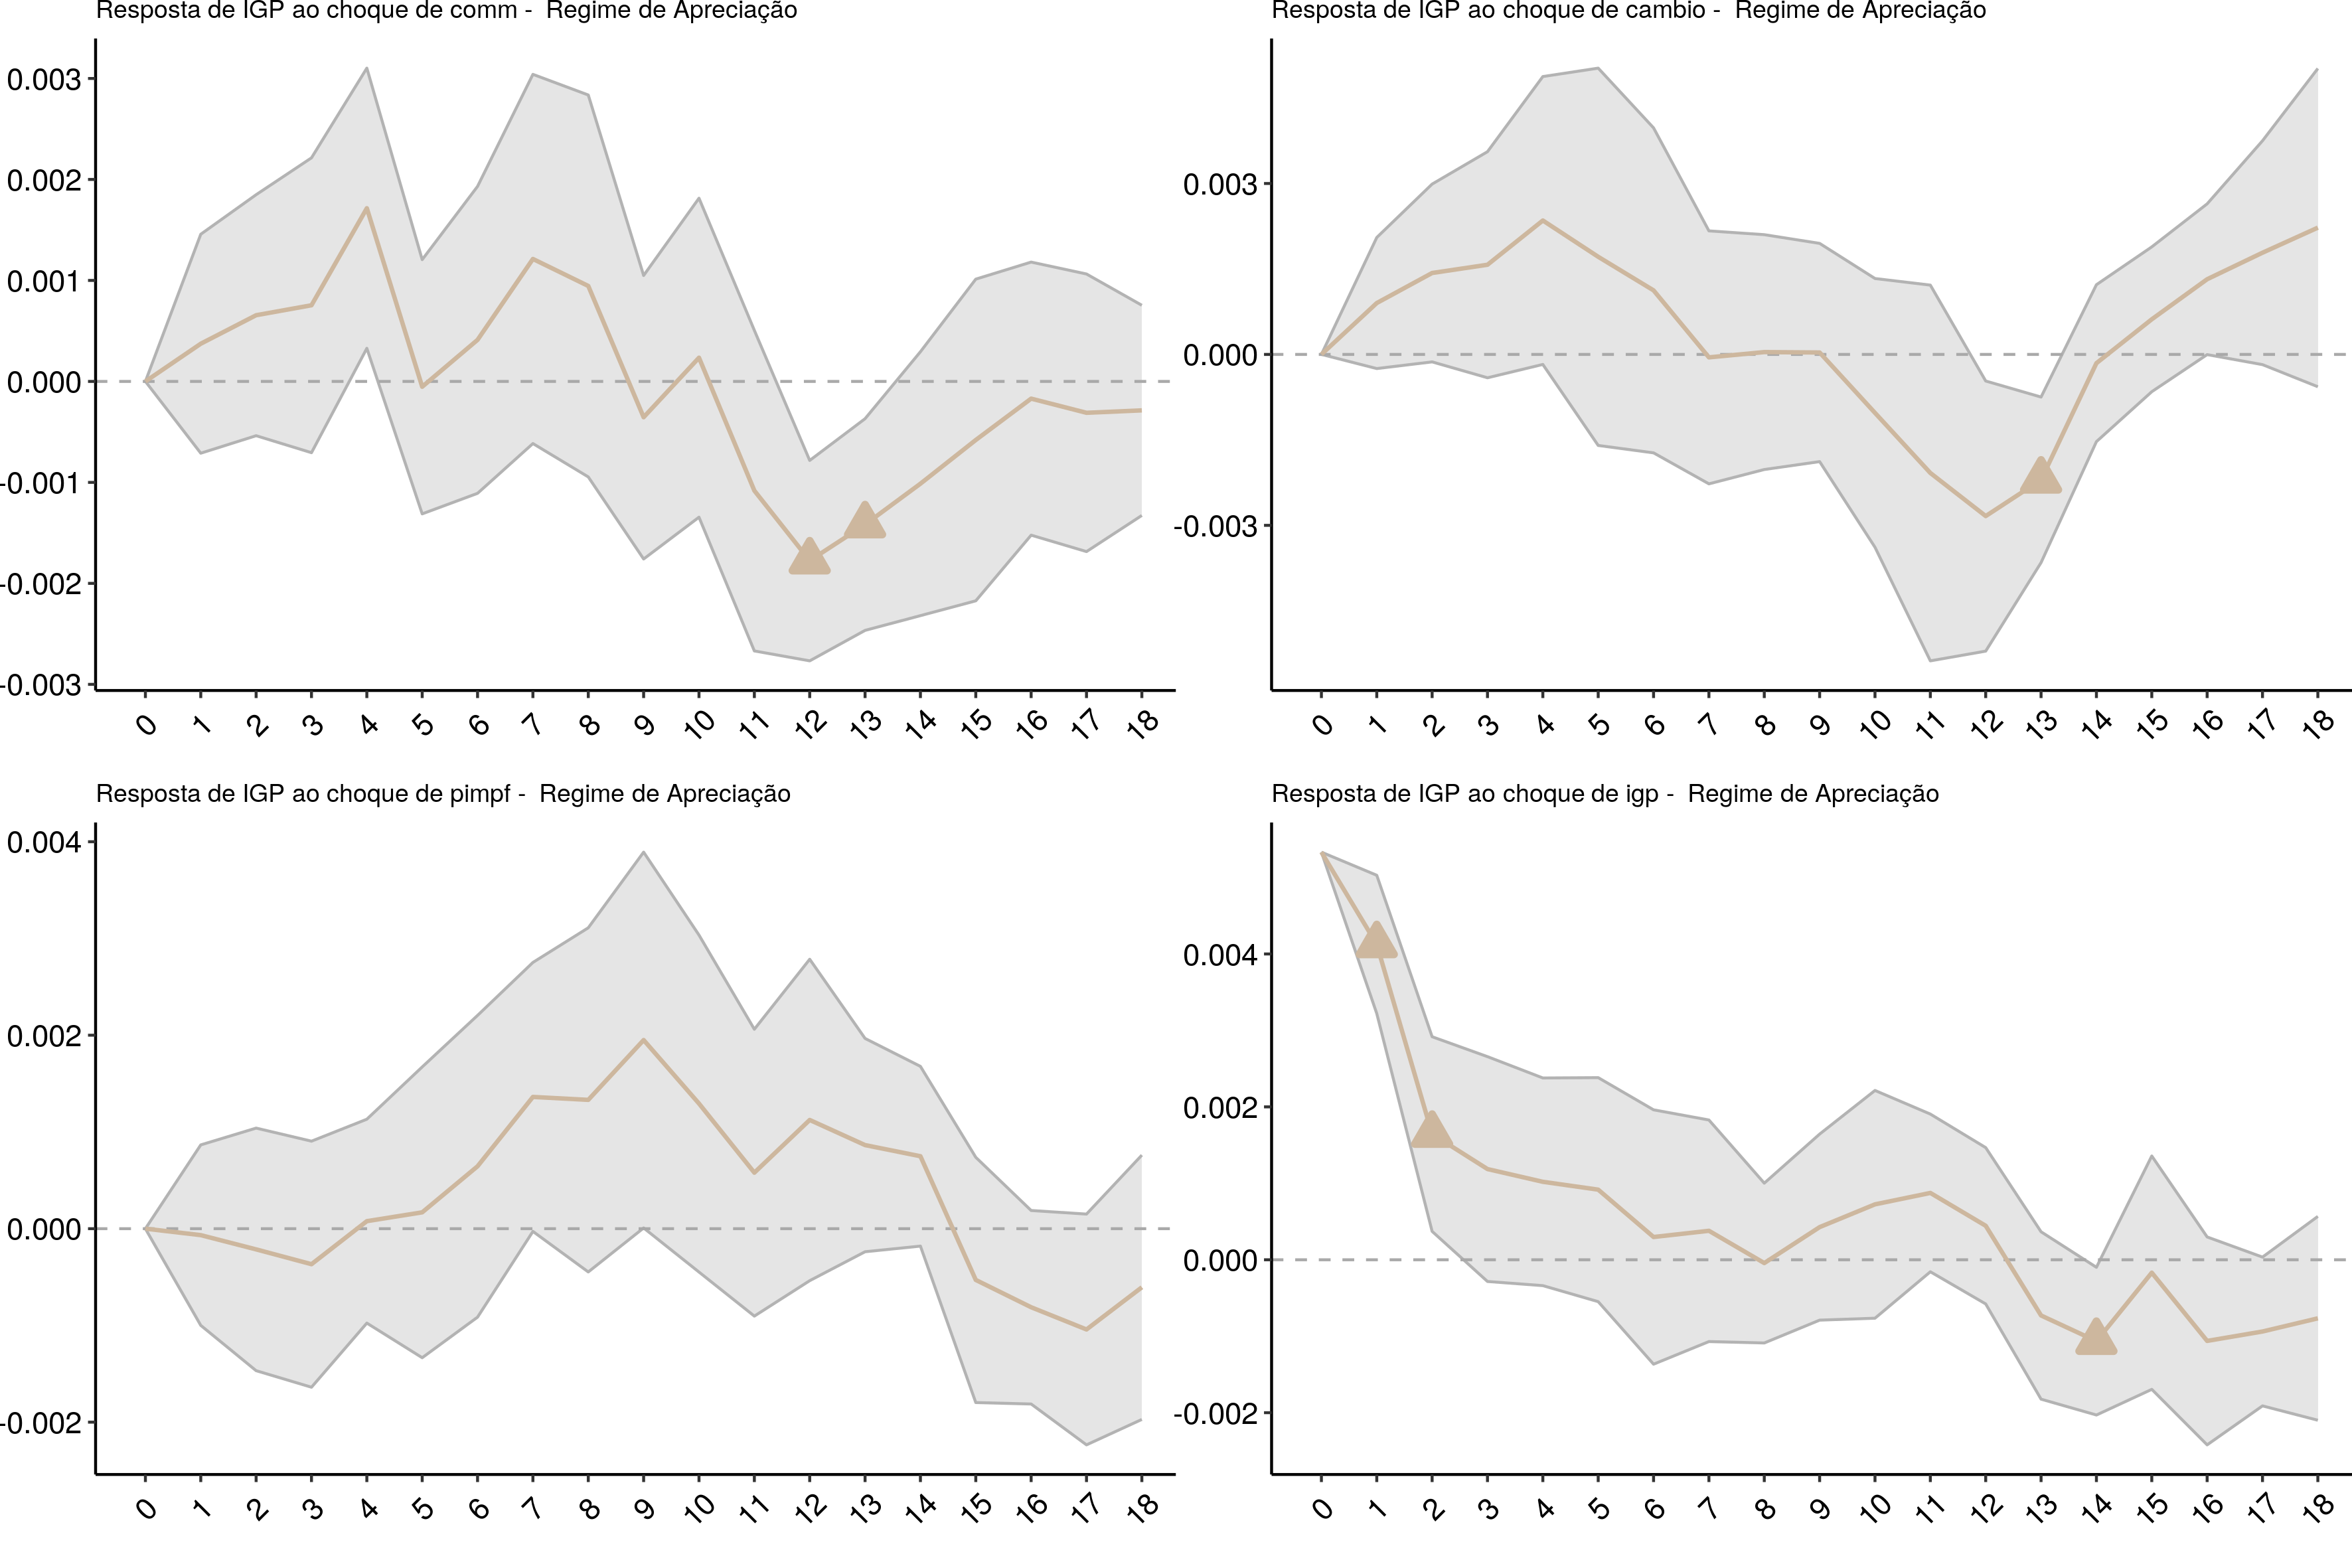 Resposta de IGP ao choque de comm -  Regime de Apreciação
0.003
0.002
0.001
0.000
-0.001
-0.002
-0.003
0 1 2 3 4 5 6 7 8 9 10 11 12 13 14 15 16 17 18
Resposta de IGP ao choque de cambio -  Regime de Apreciação
0.003
0.000
-0.003
0 1 2 3 4 5 6 7 8 9 10 11 12 13 14 15 16 17 18
Resposta de IGP ao choque de pimpf -  Regime de Apreciação
0.004
0.002
0.000
-0.002
0 1 2 3 4 5 6 7 8 9 10 11 12 13 14 15 16 17 18
Resposta de IGP ao choque de igp -  Regime de Apreciação
0.004
0.002
0.000
-0.002
0 1 2 3 4 5 6 7 8 9 10 11 12 13 14 15 16 17 18